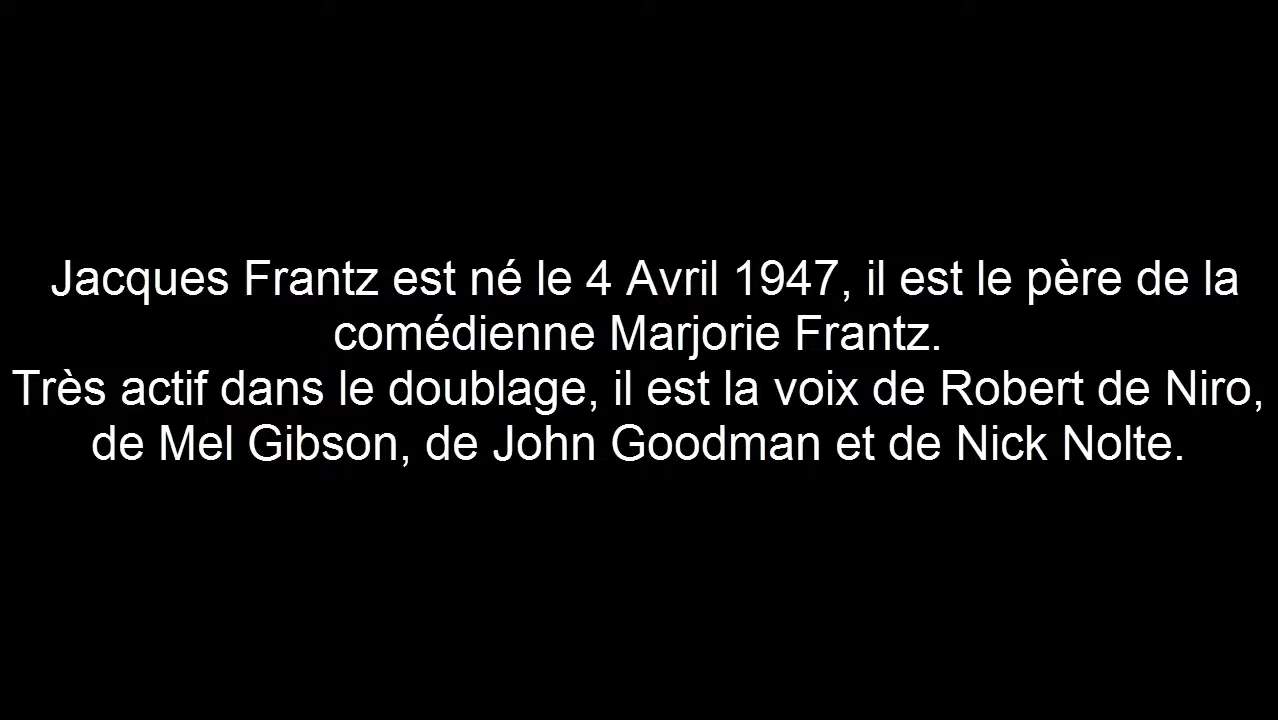 Jacques Frantz est né le 4 Avril 1947, il est le père de la
comédienne Marjorie Frantz.
Très actif dans le doublage, il est la voix de Robert de Niro,
de Mel Gibson, de John Goodman et de Nick Nolte.